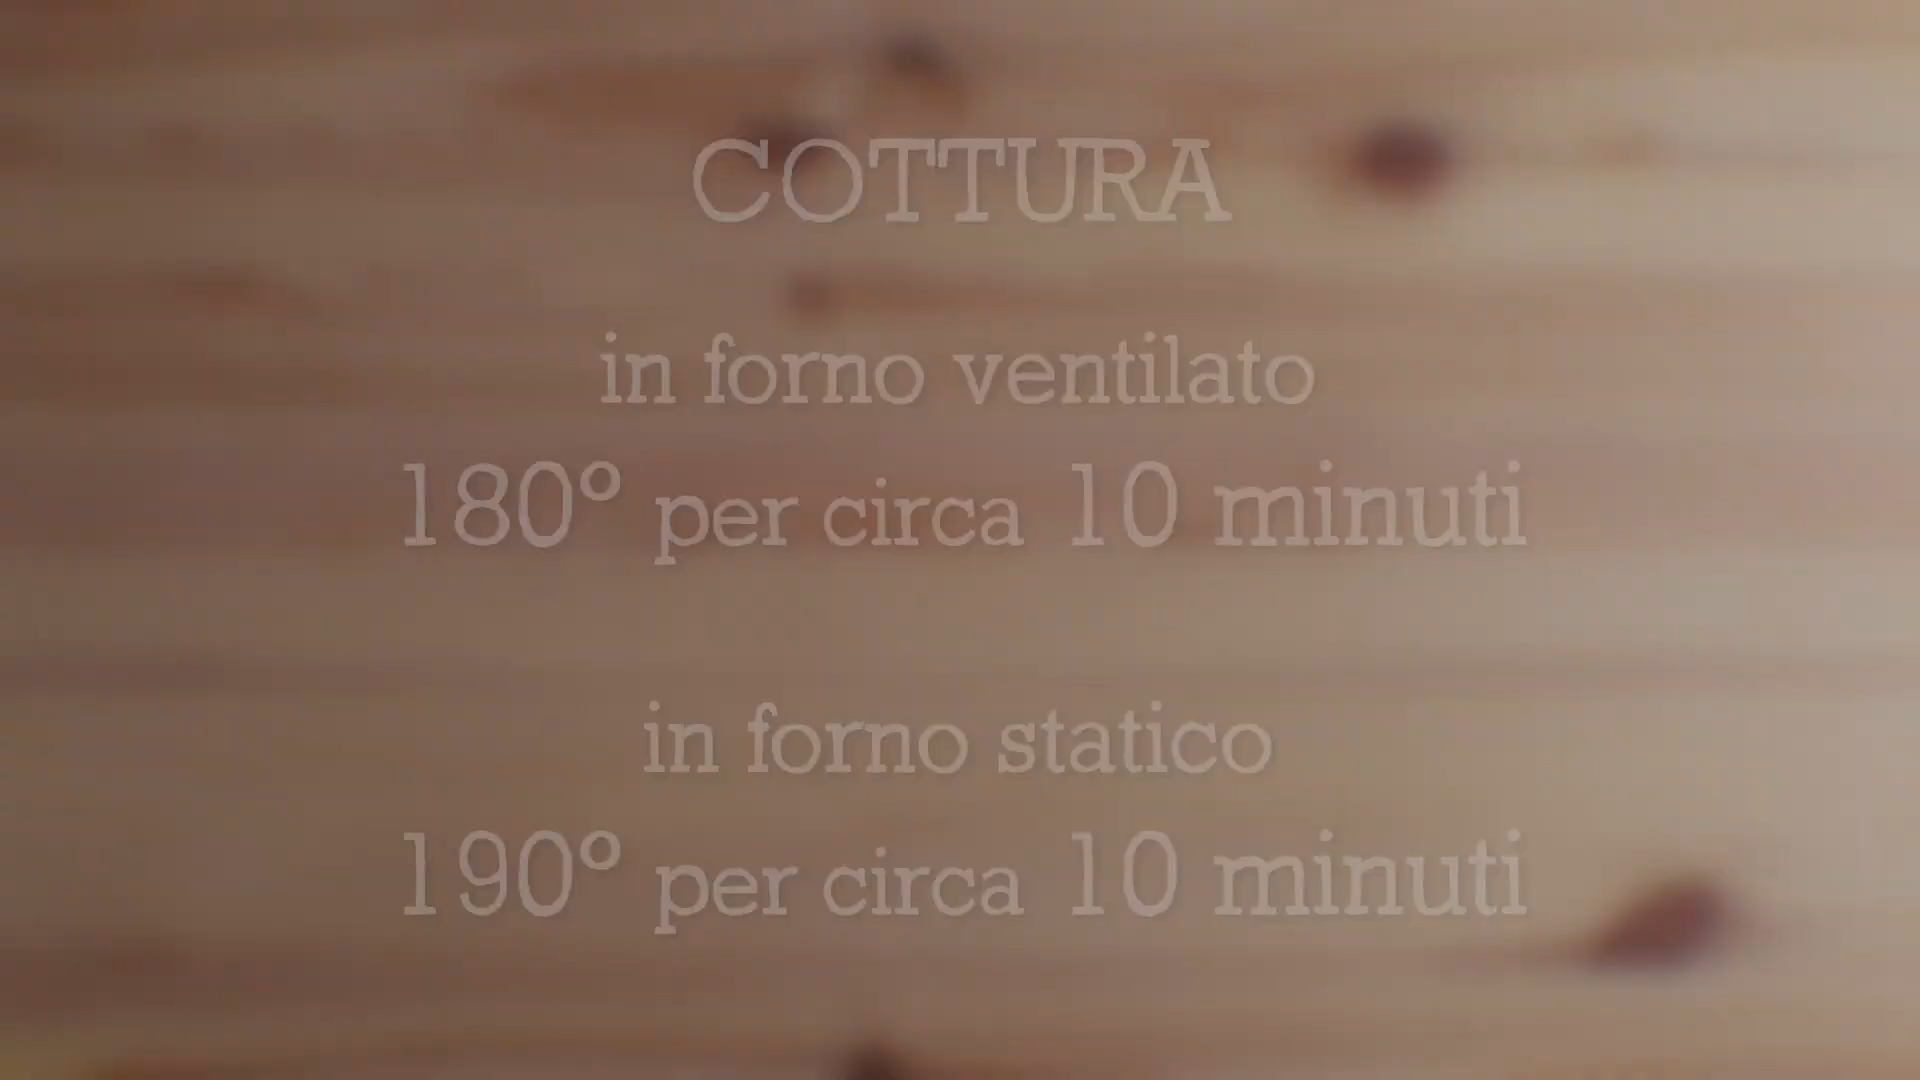 COTTURA
in forno ventilato
180° per circa 10 minuti
in forno statico
190° per circa 10 minuti